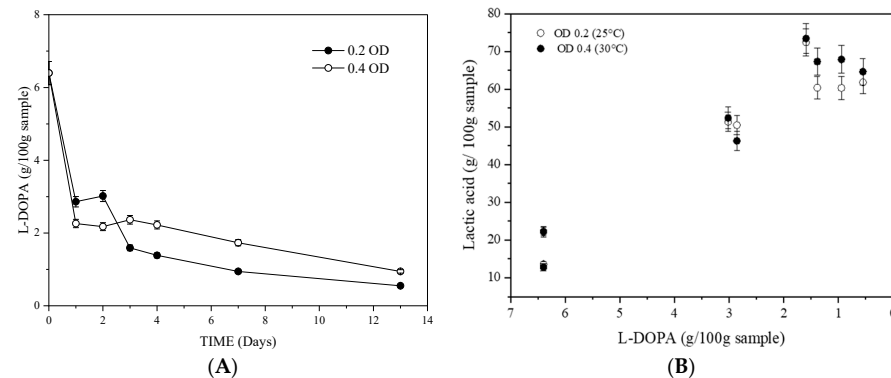 8
6
4
2
0
0 2 4 6 8 10 12 14
L-DOPA (g/100g sample)
TIME (Days)
0.2 OD
0.4 OD
(A)
80
70
60
50
40
30
20
10
7 6 5 4 3 2 1 0
Lactic acid (g/ 100g sample)
L-DOPA (g/100g sample)
OD 0.2 (25°C)
OD 0.4 (30°C)
(B)